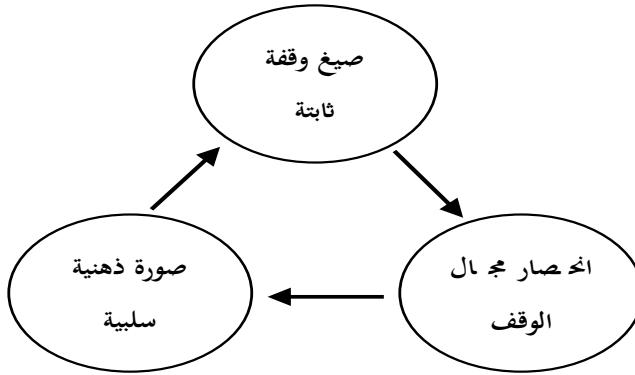 صيغ وقفة
ثابتة
انحصار مجال
الوقف
صورة ذهنية
سلبية